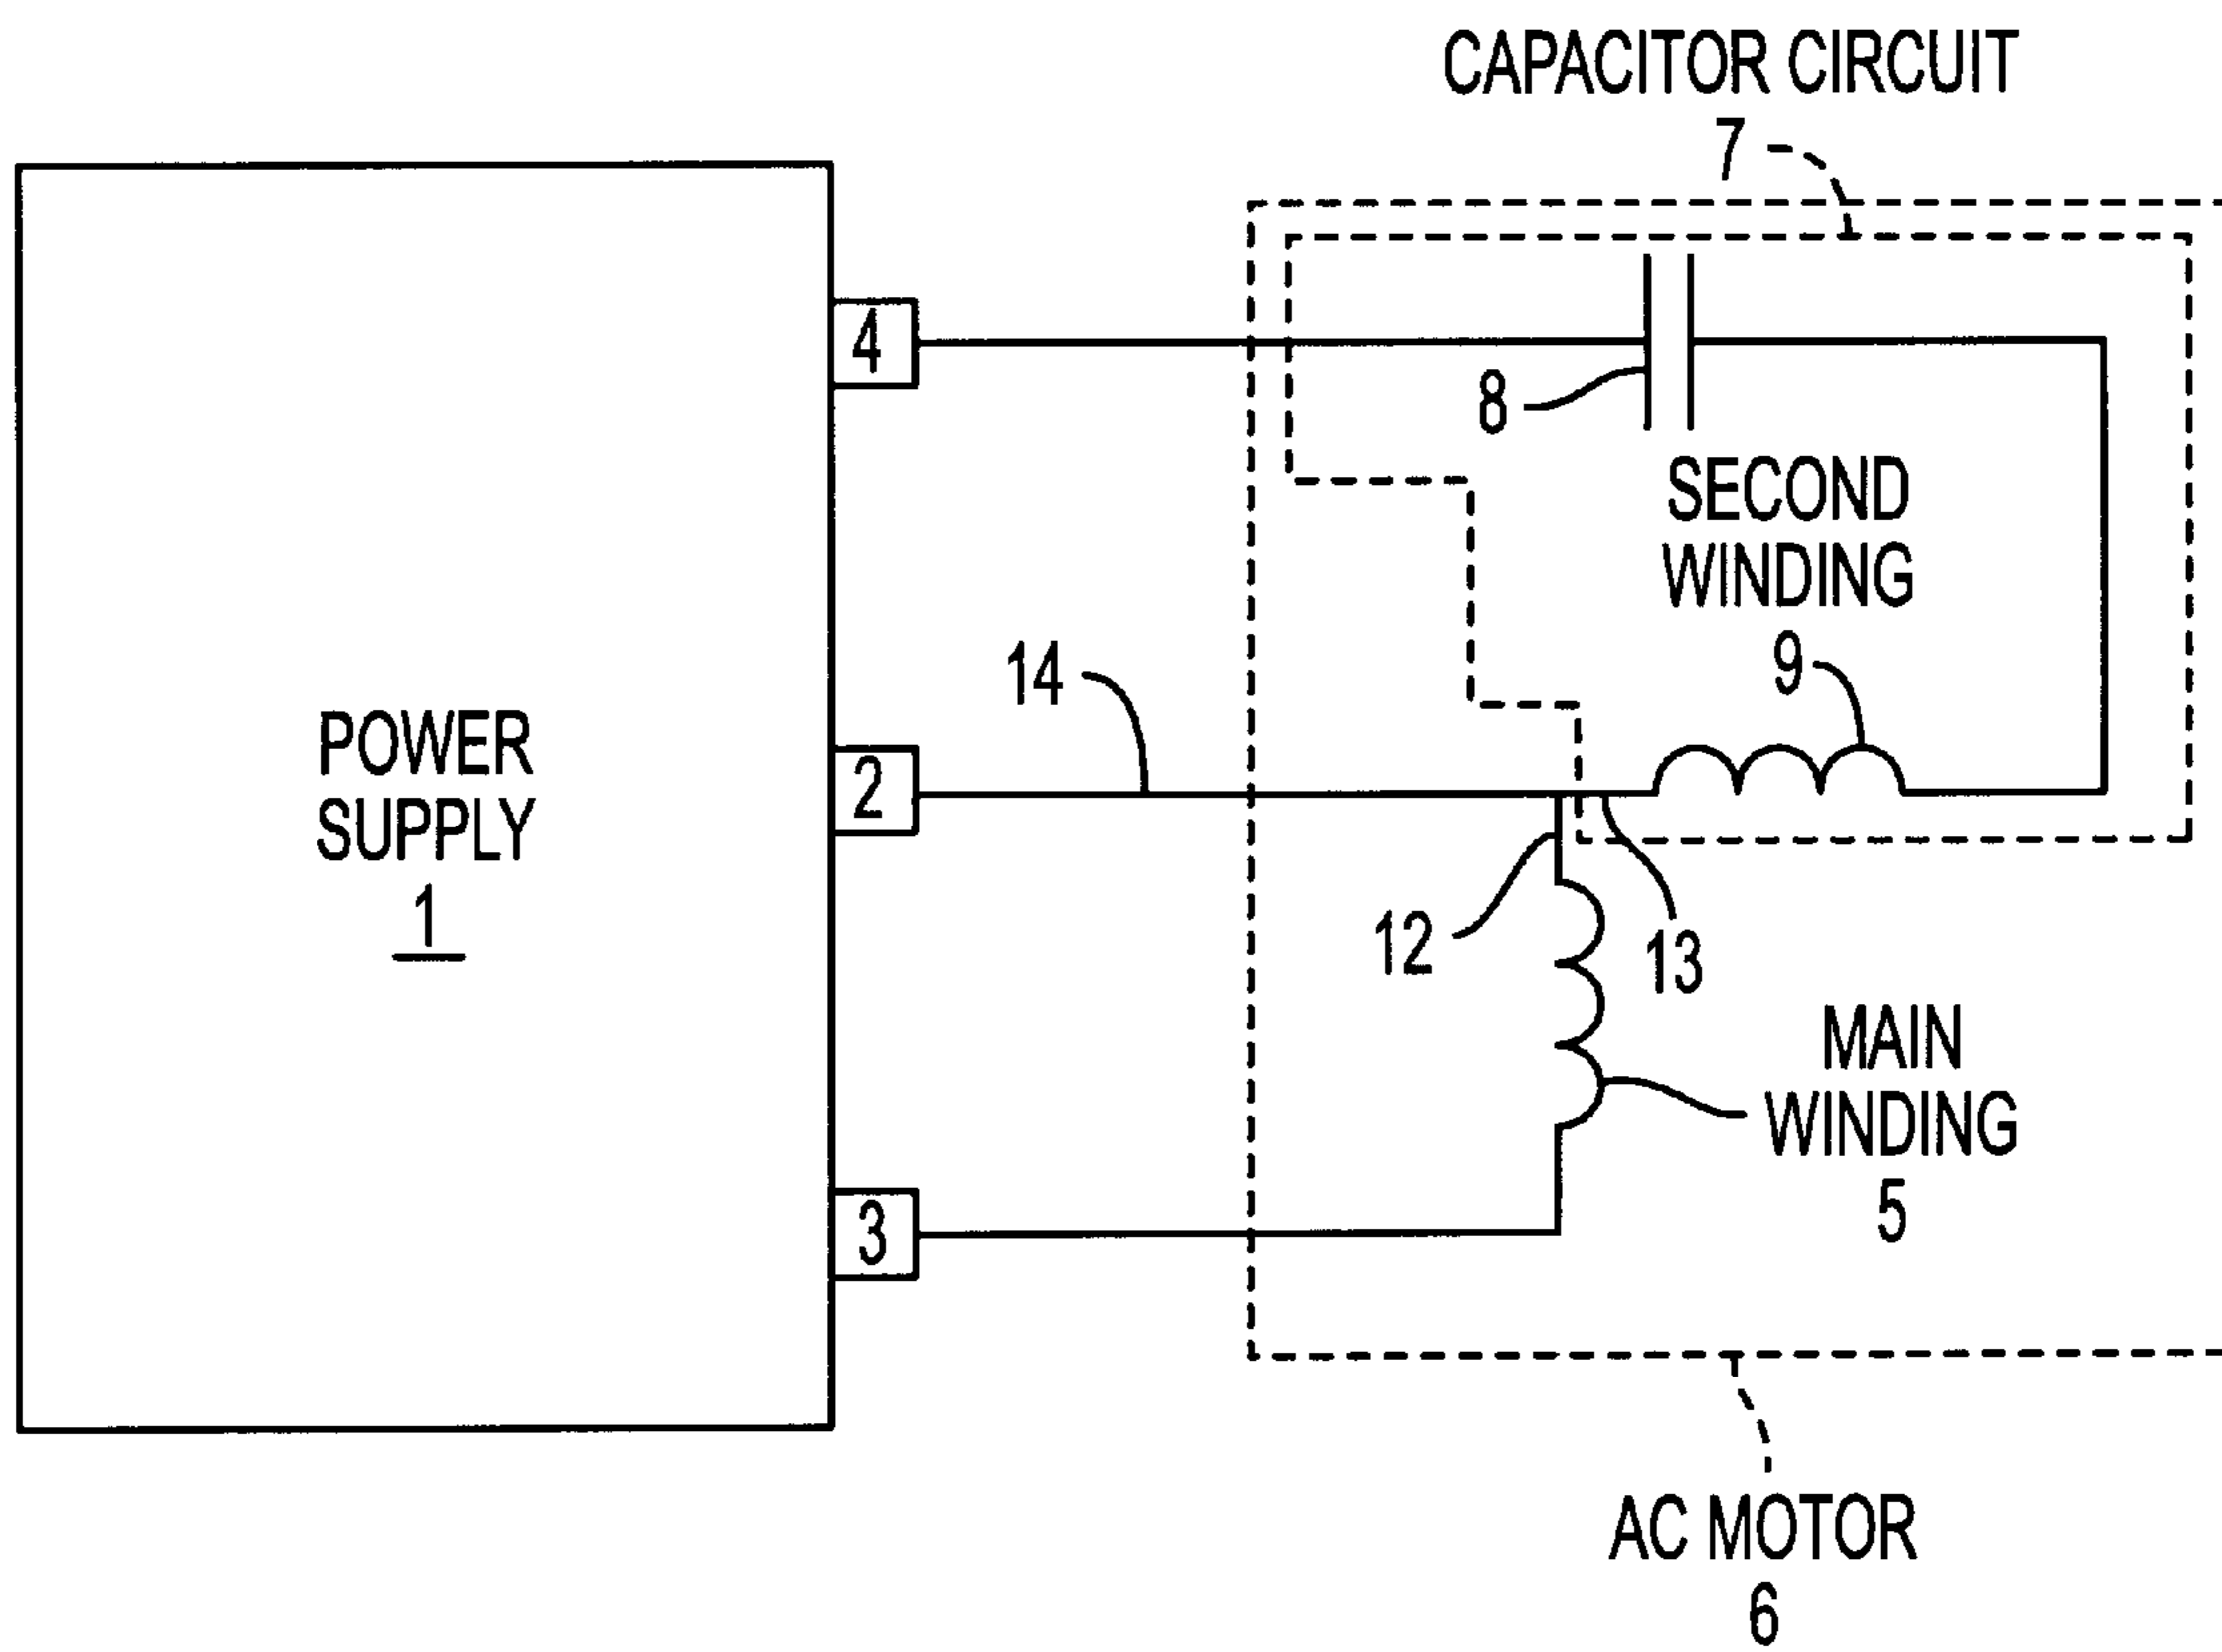 CAPACITOR CIRCUIT
7
4
8
SECOND
WINDING
9
14
POWER
SUPPLY
1
2
12
13
MAIN
WINDING
5
3
AC MOTOR
6